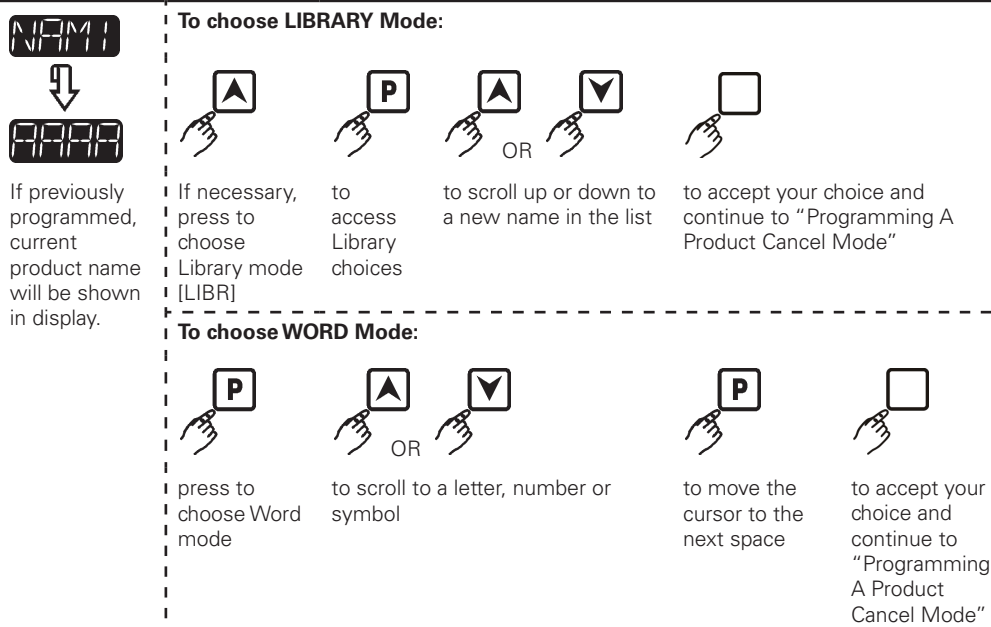 NAM1
AAAA
If previously
programmed,
current
product name
will be shown
in display.
To choose LIBRARY Mode:
P
OR
If necessary,
press to
choose
Library mode
[LIBR]
to
access
Library
choices
to scroll up or down to
a new name in the list
to accept your choice and
continue to “Programming A
Product Cancel Mode”
To choose WORD Mode:
P
OR
P
press to
choose Word
mode
to scroll to a letter, number or
symbol
to move the
cursor to the
next space
to accept your
choice and
continue to
“Programming
A Product
Cancel Mode”